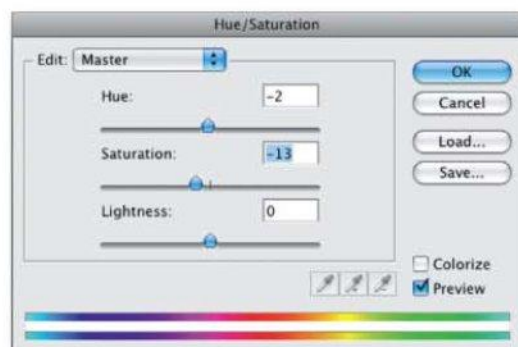 Hue/Saturation
Edit: Master
Hue: -2
Saturation: -13
Lightness: 0
OK
Cancel
Load...
Save...
Colorize
Preview